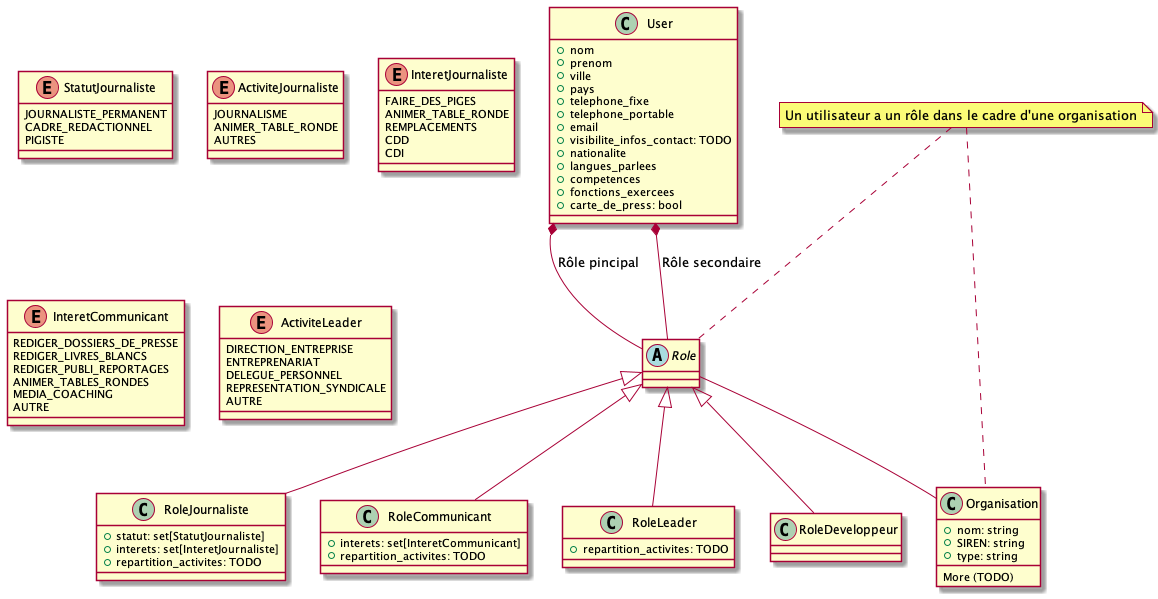 StatutJournaliste
JOURNALISTE_PERMANENT
CADRE_REDACTIONNEL
PIGISTE
ActiviteJournaliste
JOURNALISME
ANIMER_TABLE_RONDE
AUTRES
InteretJournaliste
FAIRE_DES_PIGES
ANIMER_TABLE_RONDE
REMPLACEMENTS
CDD
CDI
User
nom
prenom
ville
pays
telephone_fixe
telephone_portable
email
visibilite_infos_contact: TODO
nationalite
langues_parlees
competences
fonctions_exercees
carte_de_press: bool
Un utilisateur a un rôle dans le cadre d'une organisation
Rôle pincipal
Rôle secondaire
InteretCommunicant
REDIGER_DOSSIERS_DE_PRESSE
REDIGER_LIVRES_BLANCS
REDIGER_PUBLI_REPORTAGES
ANIMER_TABLES_RONDES
MEDIA_COACHING
AUTRE
ActiviteLeader
DIRECTION_ENTREPRISE
ENTREPRENARIAT
DELEGUE_PERSONNEL
REPRESENTATION_SYNDICALE
AUTRE
Role
RoleJournaliste
statut: set[StatutJournaliste]
interets: set[InteretJournaliste]
repartition_activites: TODO
RoleCommunicant
interets: set[InteretCommunicant]
repartition_activites: TODO
RoleLeader
repartition_activites: TODO
RoleDeveloppeur
Organisation
nom: string
SIREN: string
type: string
More (TODO)